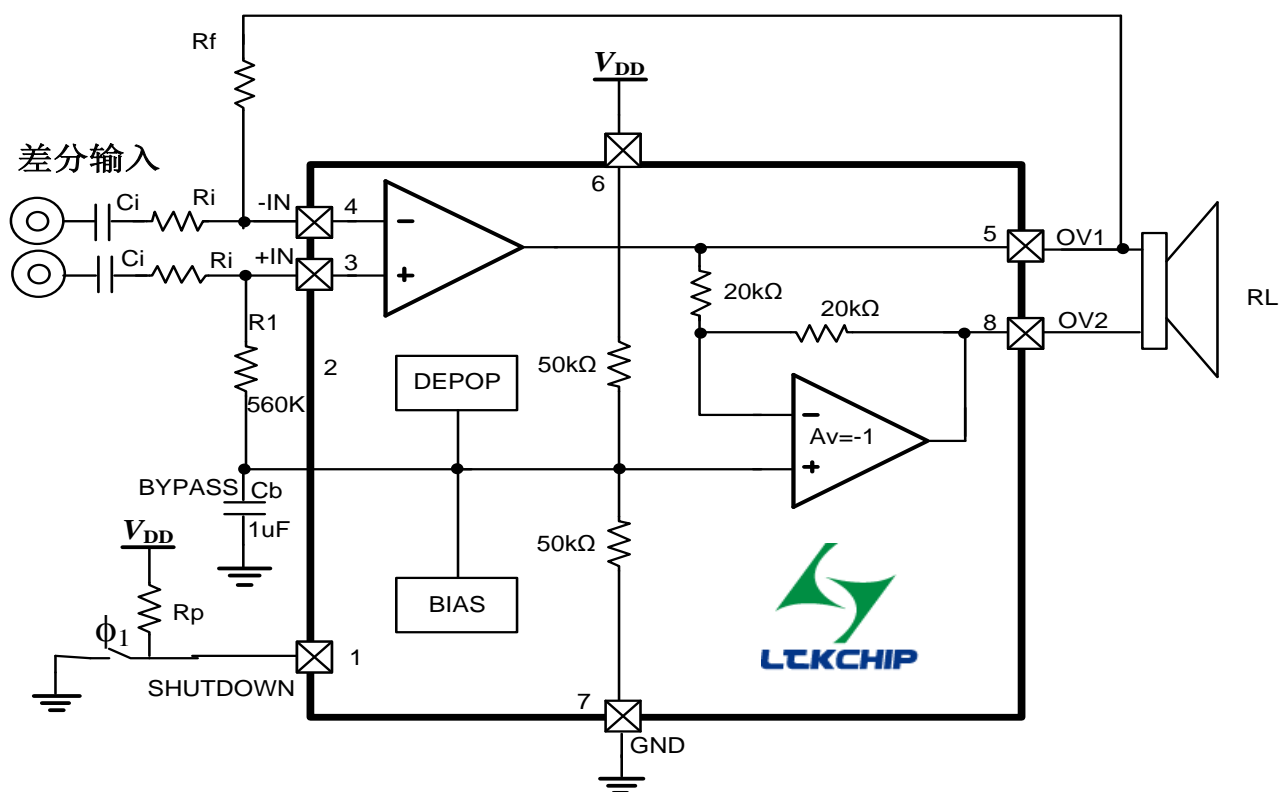 Rf
V_DD
差分输入
6
Ci
Ri
-IN
4
−
5
OV1
Ci
Ri
+IN
3
+
20kΩ
RL
R1
20kΩ
8
OV2
2
50kΩ
DEPOP
560K
−
Av=-1
+
BYPASS
Cb
1uF
V_DD
50kΩ
BIAS
Rp
ϕ1
1
LTKCHIP
SHUTDOWN
7
GND